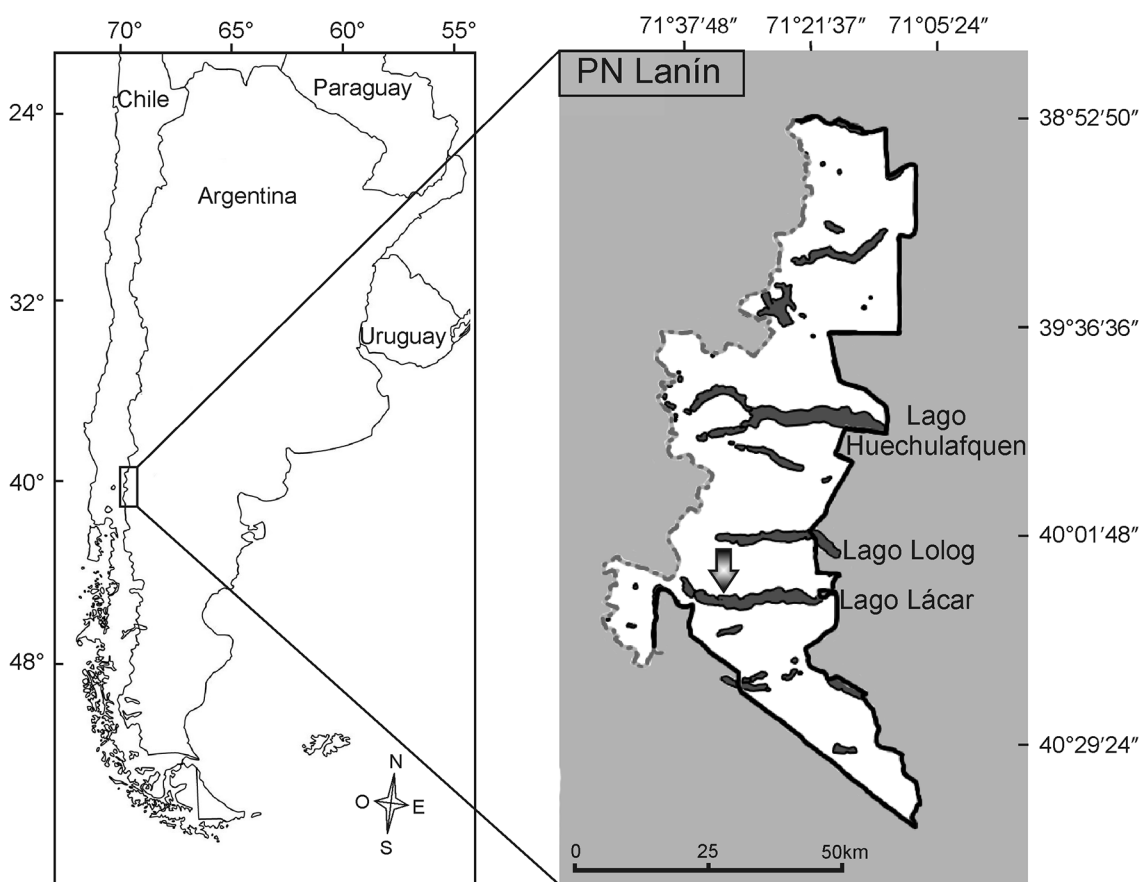 70° 65° 60° 55°
24°
32°
40°
48°
Chile
Paraguay
Argentina
Uruguay
N
O E
S
71°37′48″ 71°21′37″ 71°05′24″
PN Lanín
38°52′50″
39°36′36″
40°01′48″
40°29′24″
Lago
Huechulafquen
Lago Lolog
Lago Lácar
0 25 50km